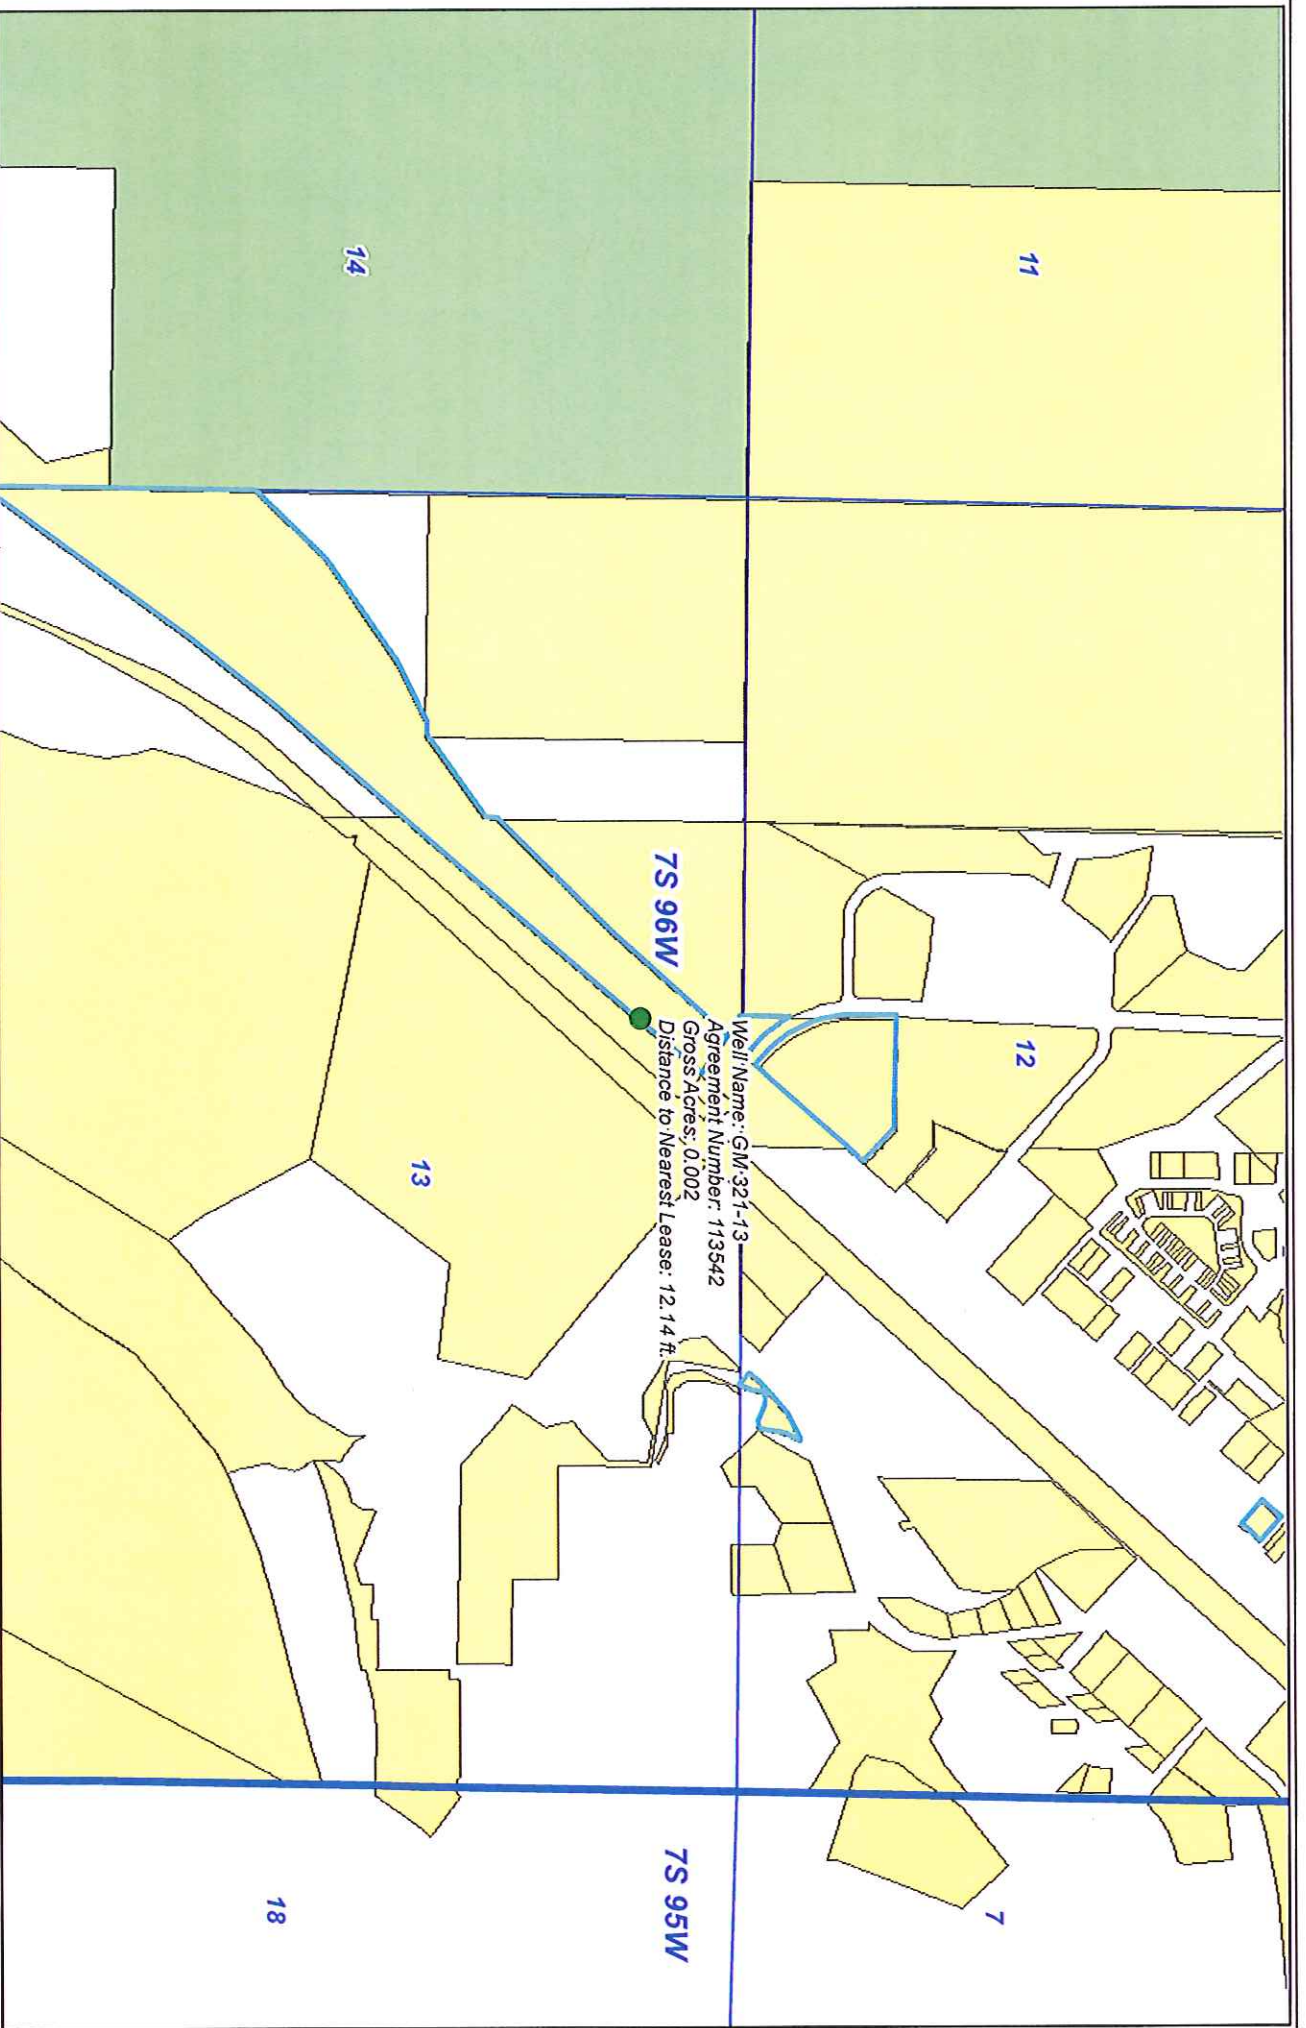 11
12
7
Well Name: GM 321-13
Agreement Number: 113542
Gross Acres: 0.002
Distance to Nearest Lease: 12.14 ft.
7S 96W
7S 95W
14
13
18